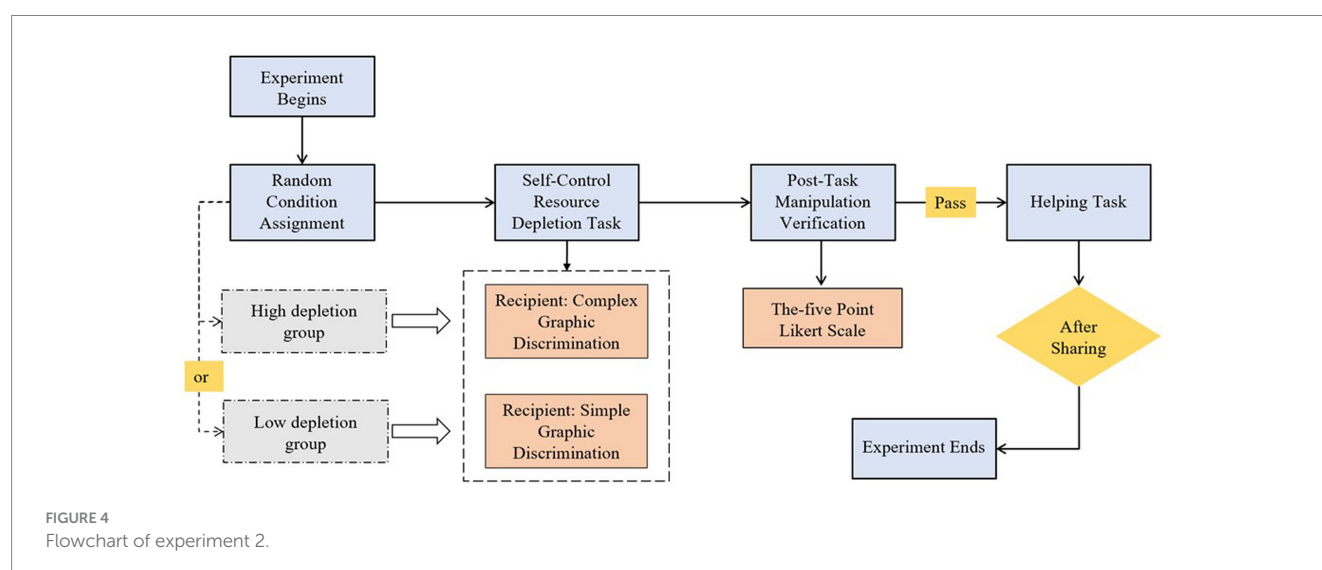 Experiment
Begins
Random
Condition
Assignment
Self-Control
Resource
Depletion Task
Post-Task
Manipulation
Verification
Pass
Helping Task
High depletion
group
Recipient: Complex
Graphic
Discrimination
The-five Point
Likert Scale
After
Sharing
or
Low depletion
group
Recipient: Simple
Graphic
Discrimination
Experiment Ends
FIGURE 4
Flowchart of experiment 2.